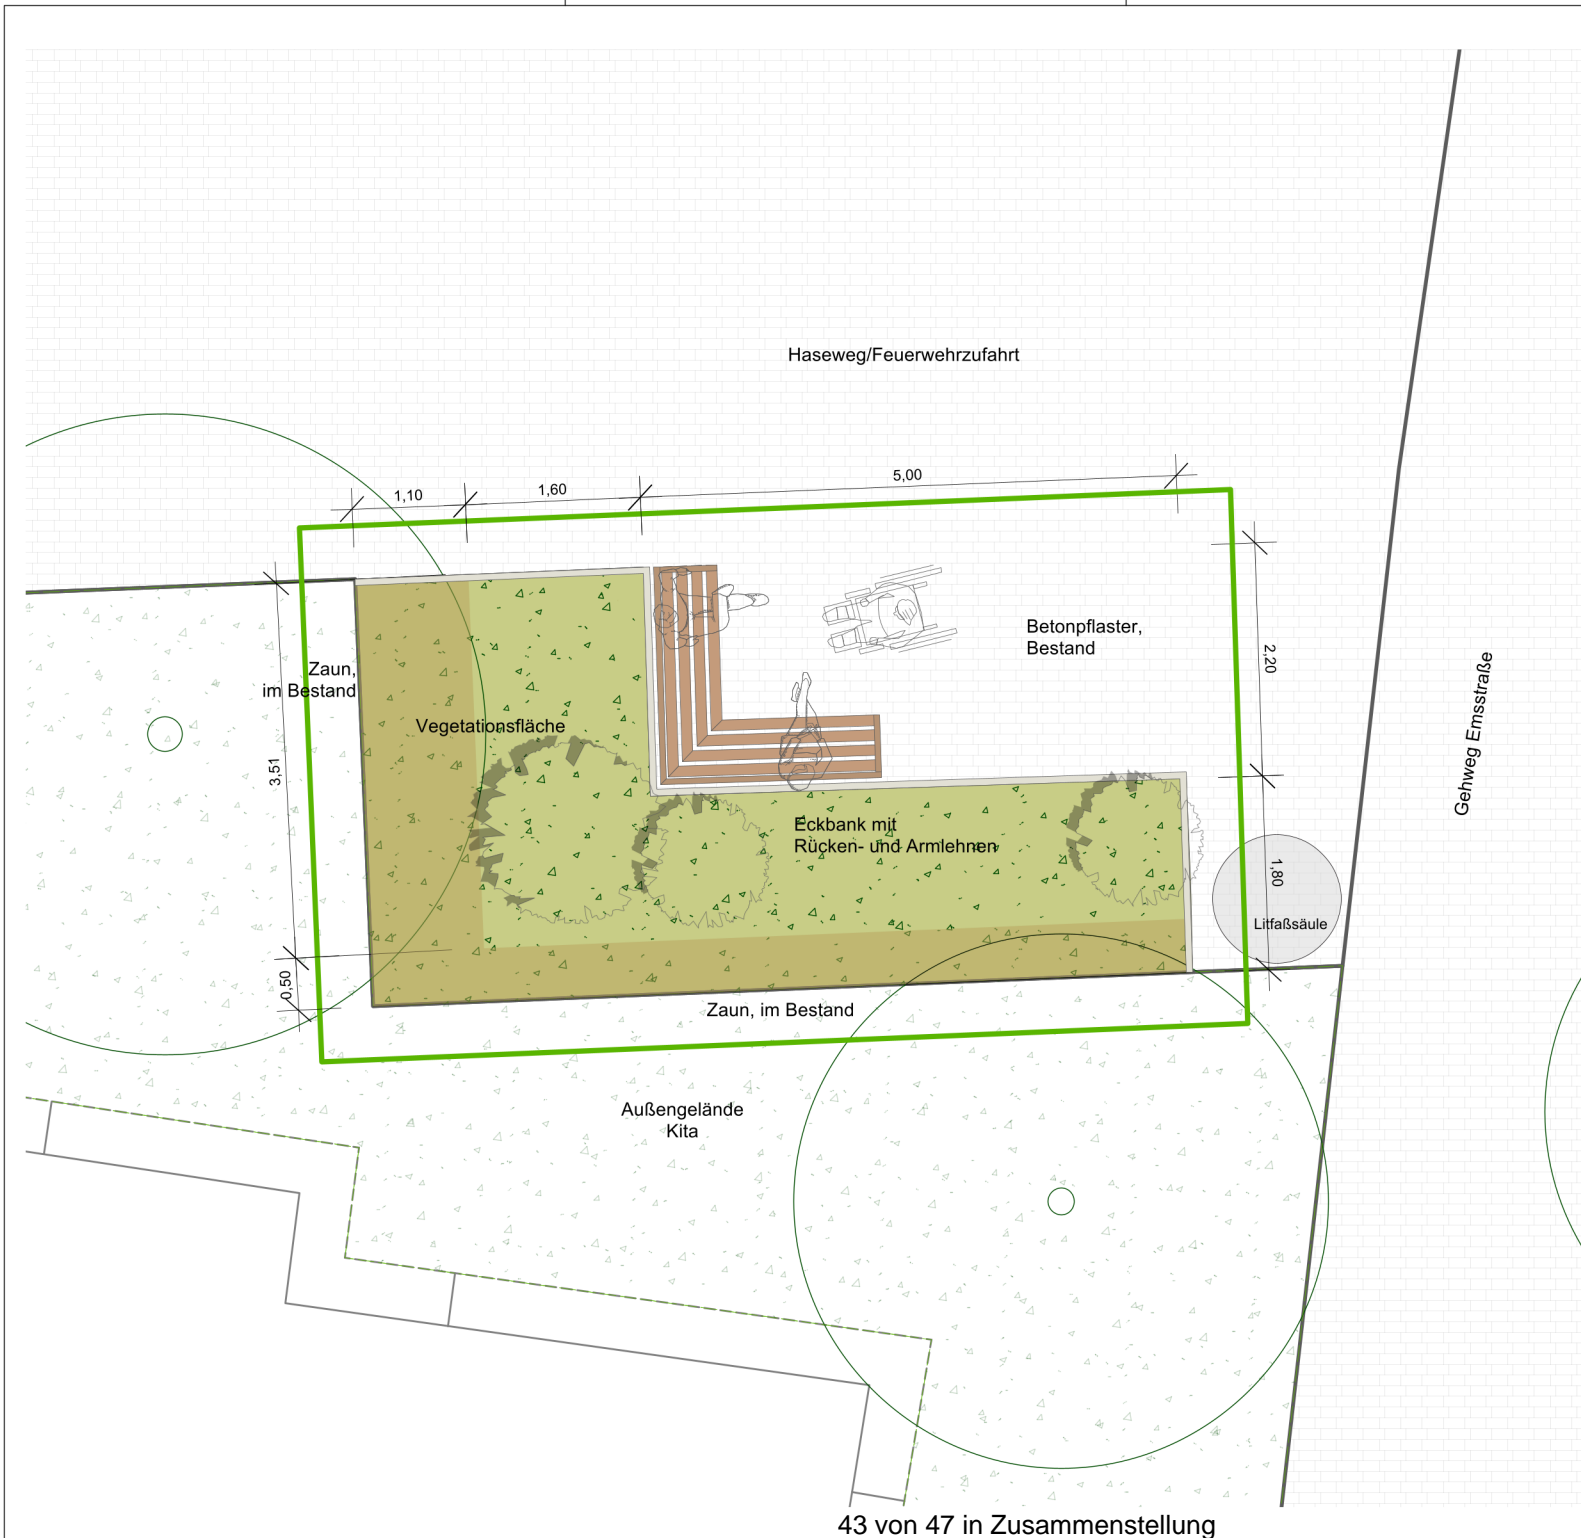 Haseweg/Feuerwehrzufahrt
5,00
1,60
1,10
Betonpflaster,
Bestand
2,20
Zaun,
im Bestand
Gehweg Emsstraße
Vegetationsfläche
3,51
Eckbank mit
Rücken- und Armlehnen
1,80
Litfaßsäule
0,50
Zaun, im Bestand
Außengelände
Kita
43 von 47 in Zusammenstellung